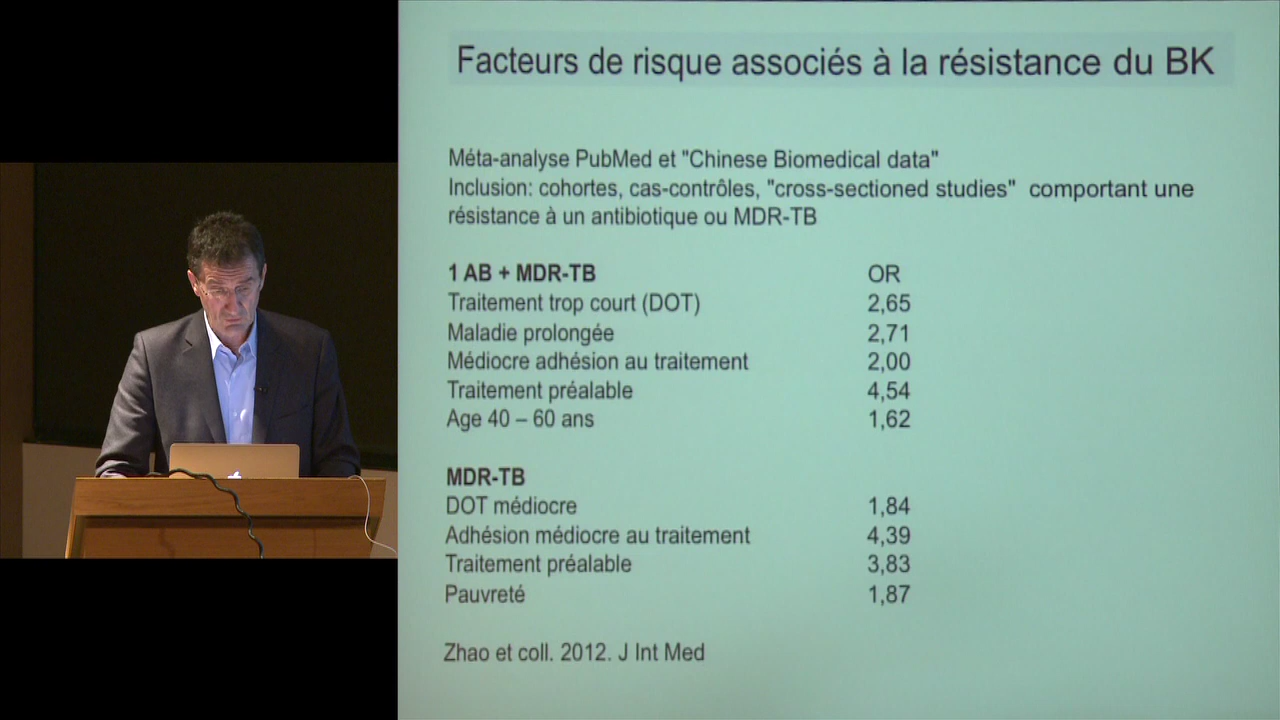 Facteurs de risque associés à la résistance du BK
Méta-analyse PubMed et "Chinese Biomedical data"
Inclusion: cohortes, cas-contrôles, "cross-sectioned studies" comportant une
résistance à un antibiotique ou MDR-TB
1 AB + MDR-TB OR
Traitement trop court (DOT) 2,65
Maladie prolongée 2,71
Médiocre adhésion au traitement 2,00
Traitement préalable 4,54
Age 40 – 60 ans 1,62
MDR-TB
DOT médiocre 1,84
Adhésion médiocre au traitement 4,39
Traitement préalable 3,83
Pauvreté 1,87
Zhao et coll. 2012. J Int Med